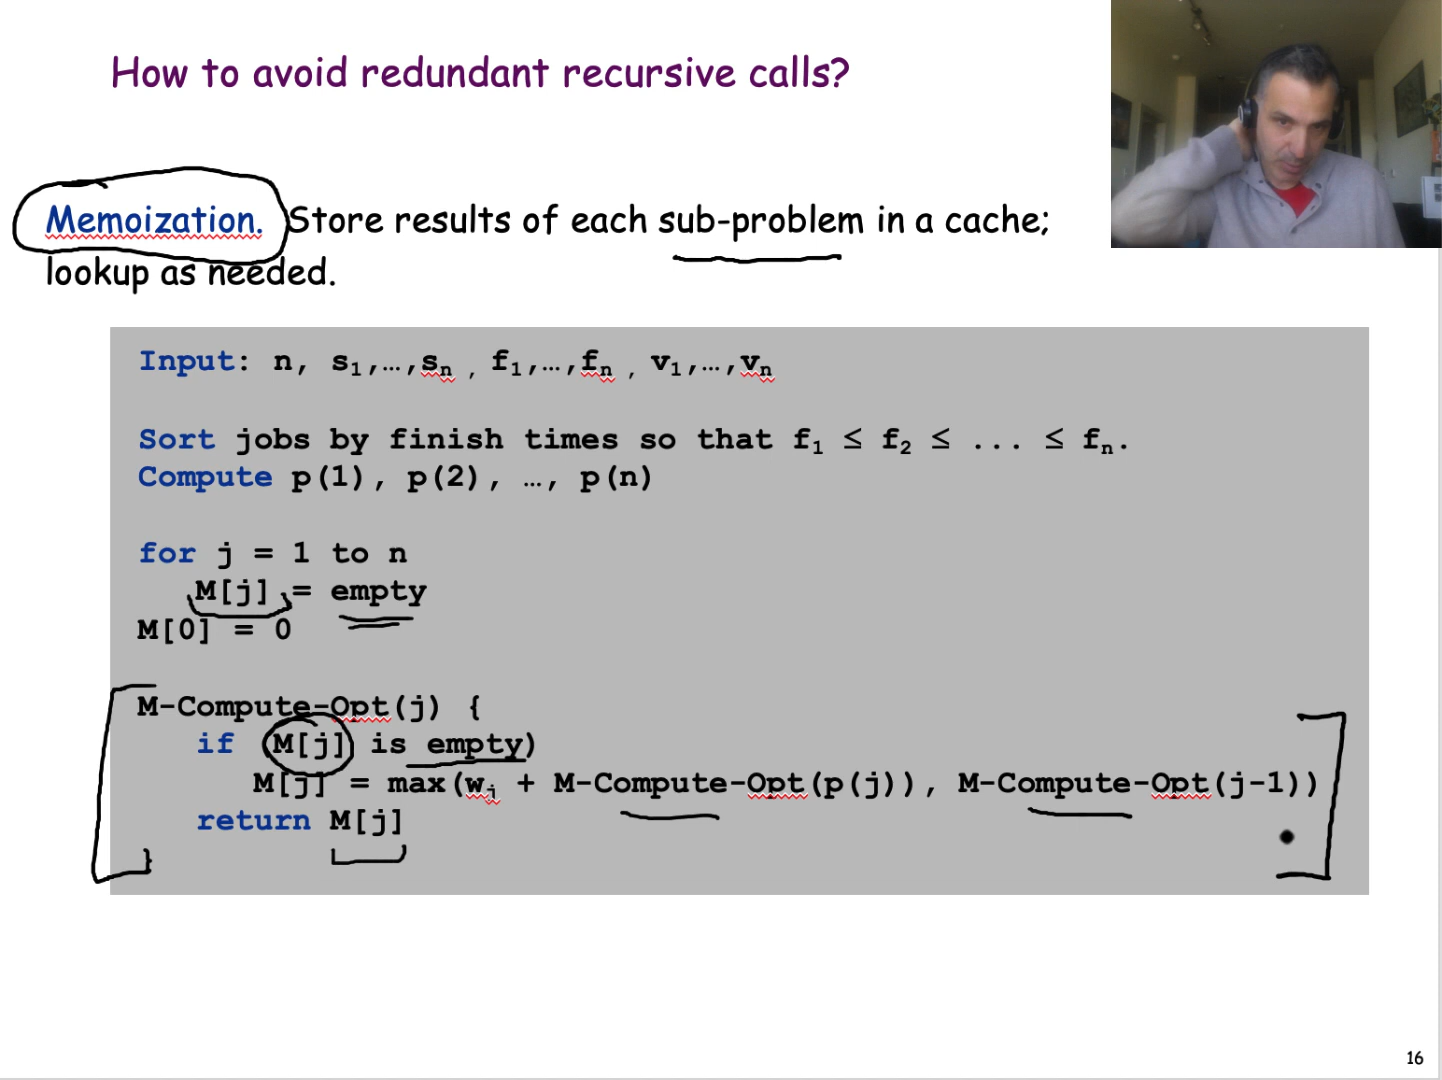 How to avoid redundant recursive calls?
Memoization. Store results of each sub-problem in a cache;
lookup as needed.
Input: n, s₁,…,sₙ , f₁,…,fₙ , v₁,…,vₙ
Sort jobs by finish times so that f₁ ≤ f₂ ≤ ... ≤ fₙ.
Compute p(1), p(2), …, p(n)
for j = 1 to n
M[j] = empty
M[0] = 0
M-Compute-Opt(j) {
if (M[j] is empty)
M[j] = max(wⱼ + M-Compute-Opt(p(j)), M-Compute-Opt(j-1))
return M[j]
}
16